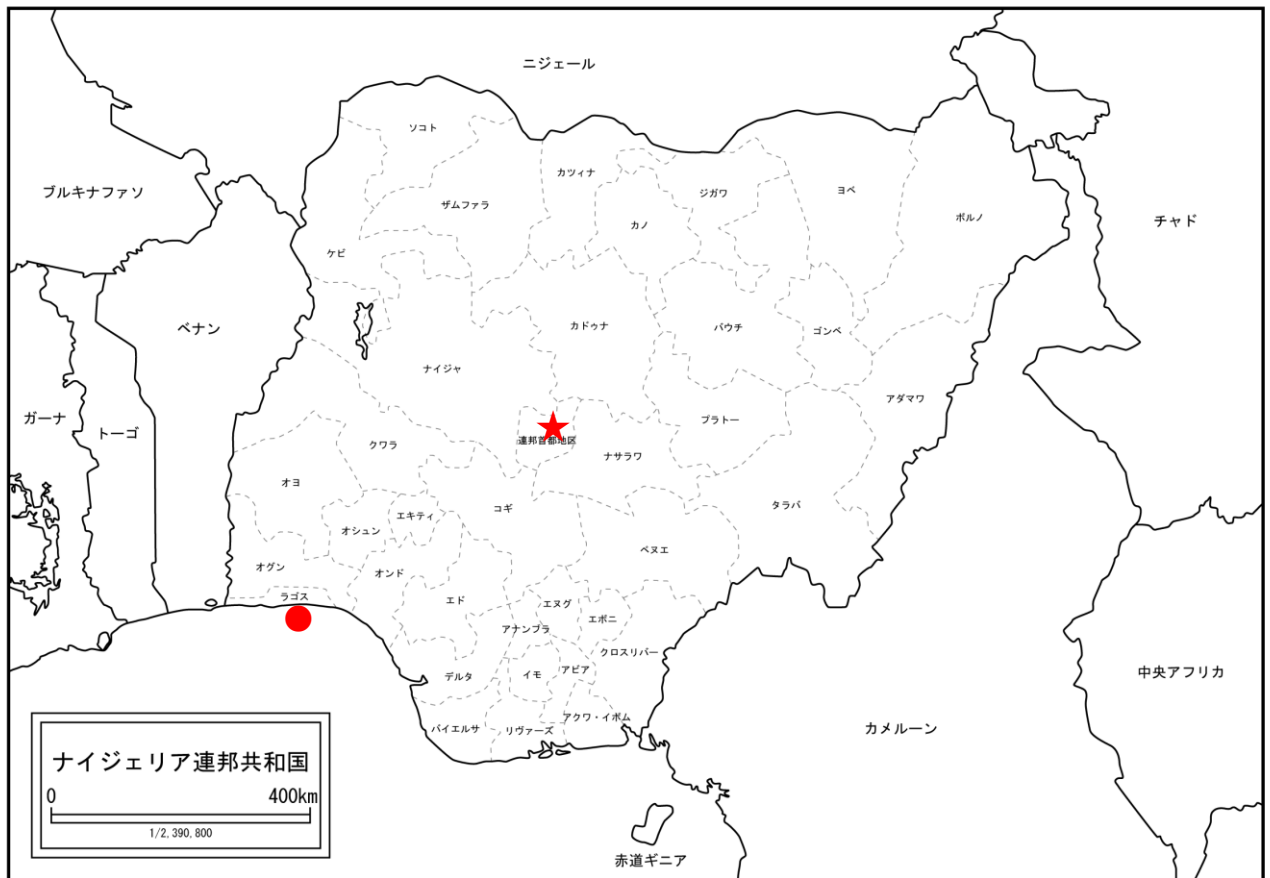 ニジェール
ソコト
カツィナ
ジガワ
ヨベ
ブルキナファソ
ザムファラ
カノ
ボルノ
チャド
ケビ
ベナン
カドゥナ
バウチ
ゴンベ
ナイジャ
アダマワ
ガーナ
トーゴ
クワラ
連邦首都地区
プラトー
ナサラワ
オヨ
タラバ
コギ
エキティ
オシュン
ベヌエ
オグン
オンド
ラゴス
エド
エヌグ
エボニ
アナンブラ
クロスリバー
デルタ
イモ
アビア
中央アフリカ
アクワ・イボム
バイエルサ
リヴァーズ
カメルーン
ナイジェリア連邦共和国
0 400km
1/2,390,800
赤道ギニア